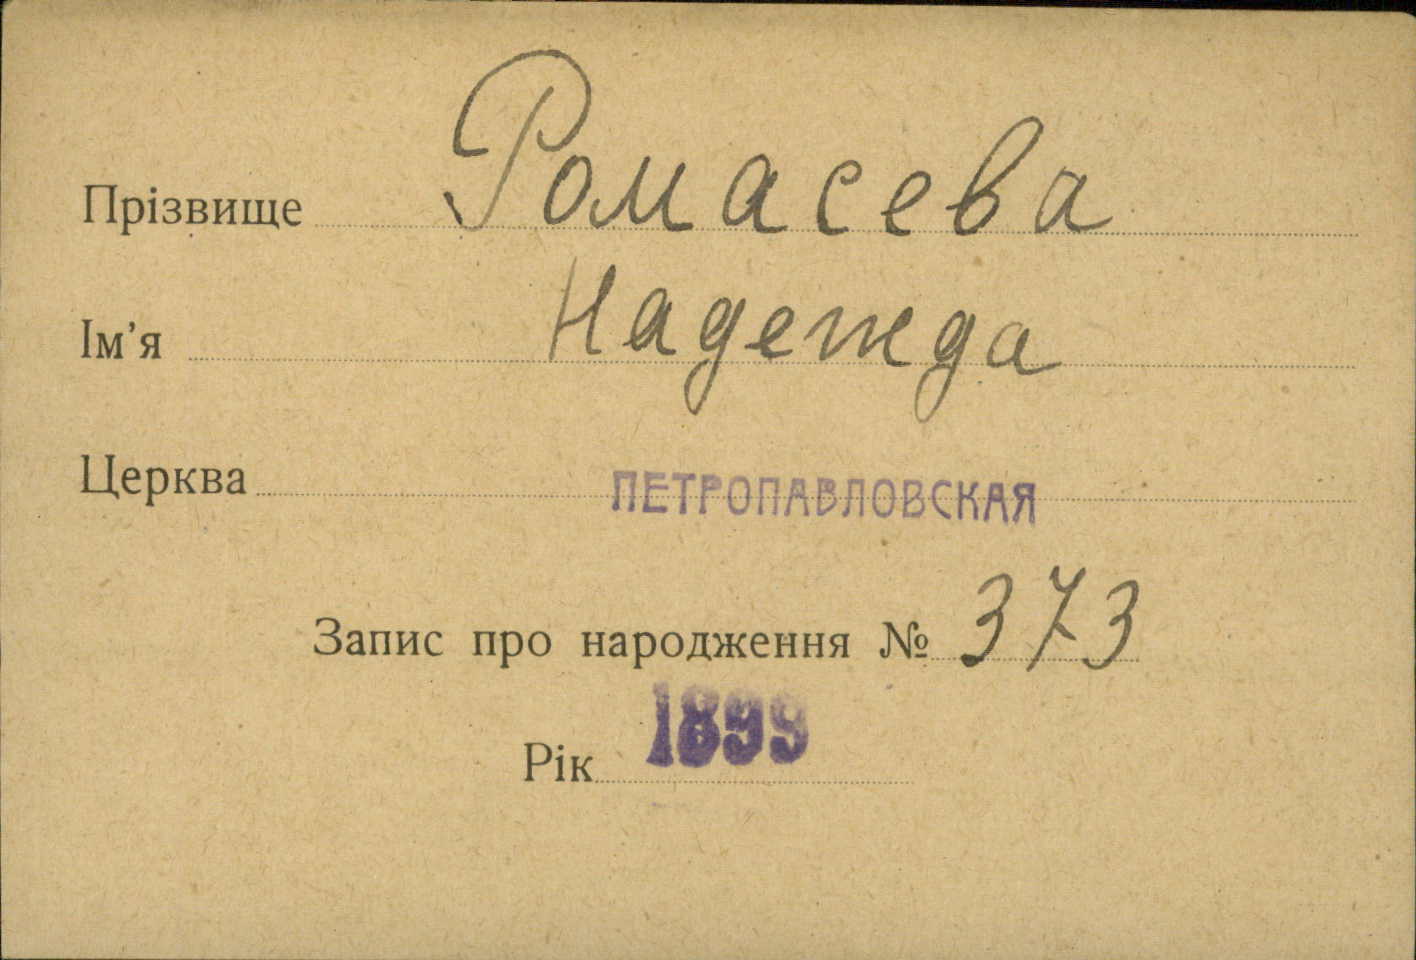 Прізвище Ромасева
Ім’я Надежда
Церква ПЕТРОПАВЛОВСКАЯ
Запис про народження № 373
Рік 1899